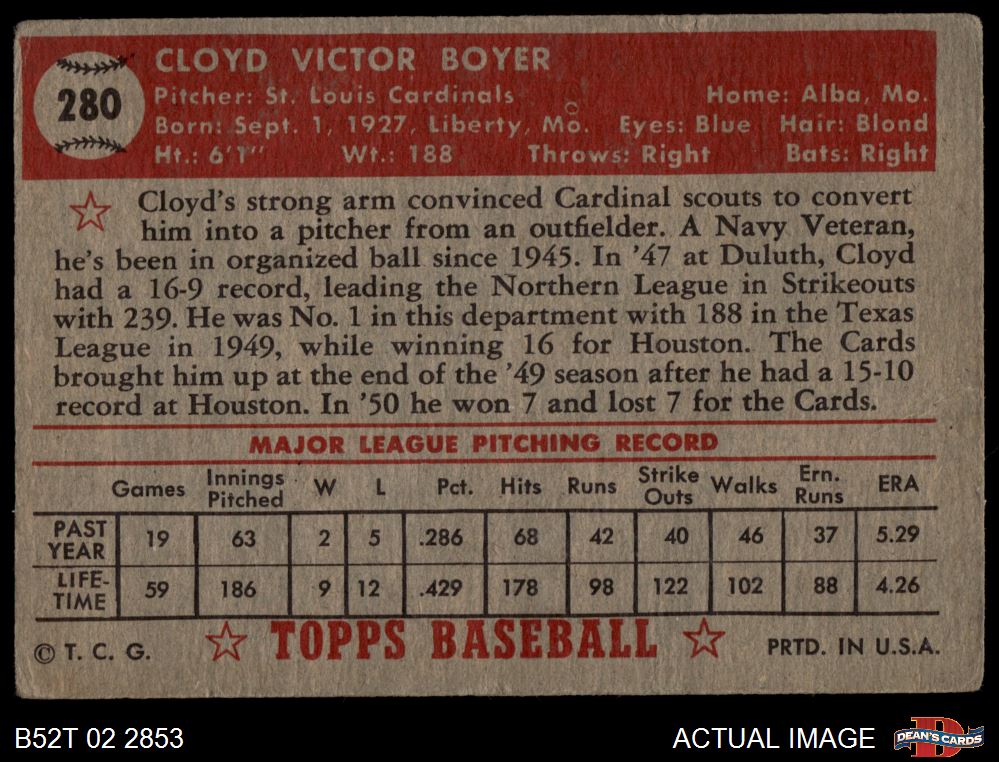 280
CLOYD VICTOR BOYER
Pitcher: St. Louis Cardinals Home: Alba, Mo.
Born: Sept. 1, 1927, Liberty, Mo. Eyes: Blue Hair: Blond
Ht.: 6'1" Wt.: 188 Throws: Right Bats: Right
Cloyd's strong arm convinced Cardinal scouts to convert
him into a pitcher from an outfielder. A Navy Veteran,
he's been in organized ball since 1945. In '47 at Duluth, Cloyd
had a 16-9 record, leading the Northern League in Strikeouts
with 239. He was No. 1 in this department with 188 in the Texas
League in 1949, while winning 16 for Houston. The Cards
brought him up at the end of the '49 season after he had a 15-10
record at Houston. In '50 he won 7 and lost 7 for the Cards.
MAJOR LEAGUE PITCHING RECORD
Games Innings Pitched W L Pct. Hits Runs Strike Outs Walks Ern. Runs ERA
PAST YEAR 19 63 2 5 .286 68 42 40 46 37 5.29
LIFE-TIME 59 186 9 12 .429 178 98 122 102 88 4.26
© T. C. G. TOPPS BASEBALL PRTD. IN U.S.A.
B52T 02 2853 ACTUAL IMAGE DEAN'S CARDS